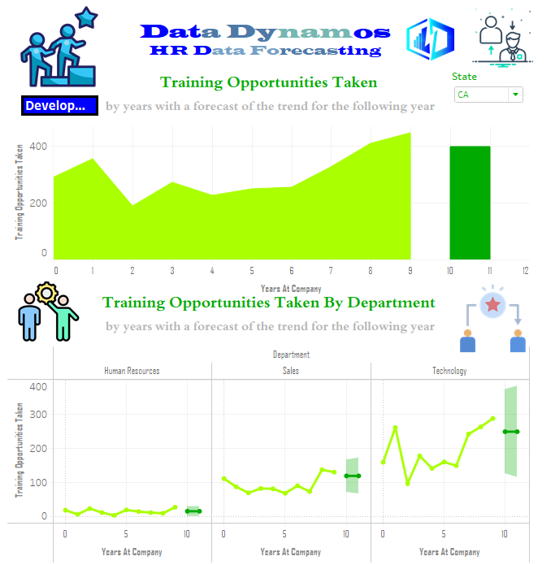 Data Dynamos
HR Data Forecasting
Training Opportunities Taken
State
Develop...
by years with a forecast of the trend for the following year
CA
Training Opportunities Taken
400
200
0
0 1 2 3 4 5 6 7 8 9 10 11 12
Years At Company
Training Opportunities Taken By Department
by years with a forecast of the trend for the following year
Department
Human Resources Sales Technology
Training Opportunities Taken
400
300
200
100
0
0 5 10 0 5 10 0 5 10
Years At Company Years At Company Years At Company